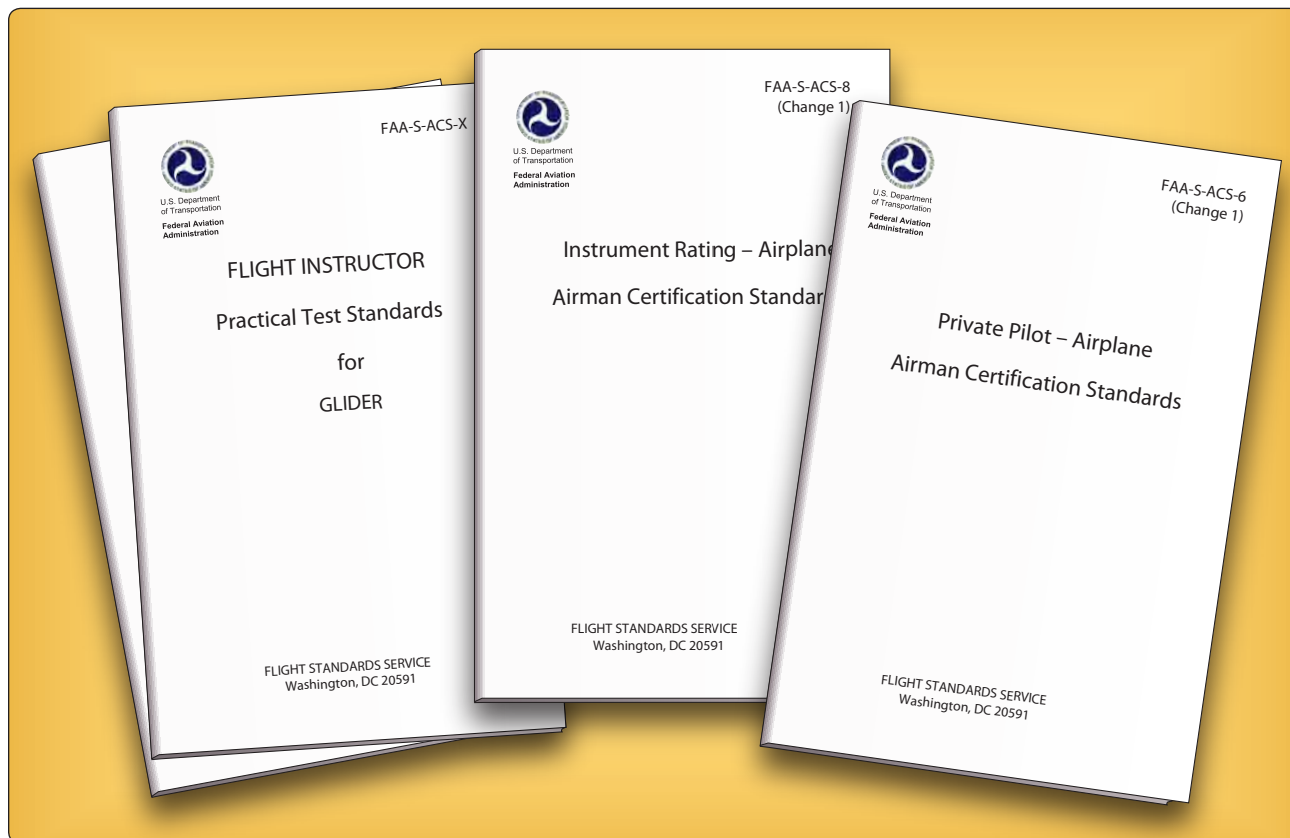 FAA-S-ACS-X
U.S. Department
of Transportation
Federal Aviation
Administration
FLIGHT INSTRUCTOR
Practical Test Standards
for
GLIDER
FLIGHT STANDARDS SERVICE
Washington, DC 20591
FAA-S-ACS-8
(Change 1)
U.S. Department
of Transportation
Federal Aviation
Administration
Instrument Rating – Airplane
Airman Certification Standar
FLIGHT STANDARDS SERVICE
Washington, DC 20591
FAA-S-ACS-6
(Change 1)
U.S. Department
of Transportation
Federal Aviation
Administration
Private Pilot – Airplane
Airman Certification Standards
FLIGHT STANDARDS SERVICE
Washington, DC 20591